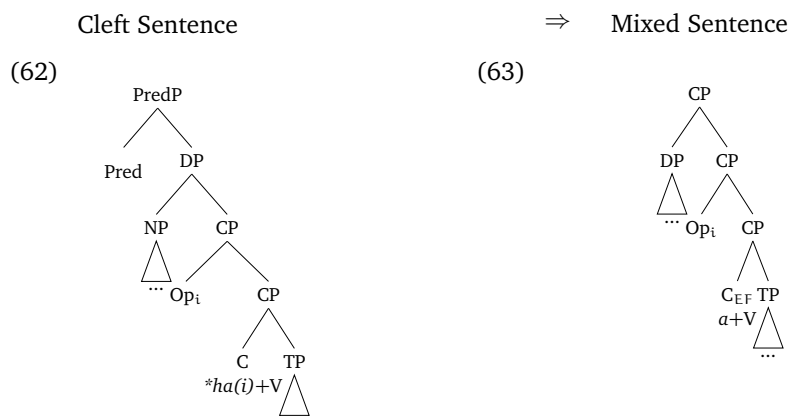 Cleft Sentence ⇒ Mixed Sentence
(62) (63)
PredP CP
Pred DP DP CP
NP CP ... Opᵢ CP
... Opᵢ CP C_EF TP
a+V
C TP ...
*ha(i)+V